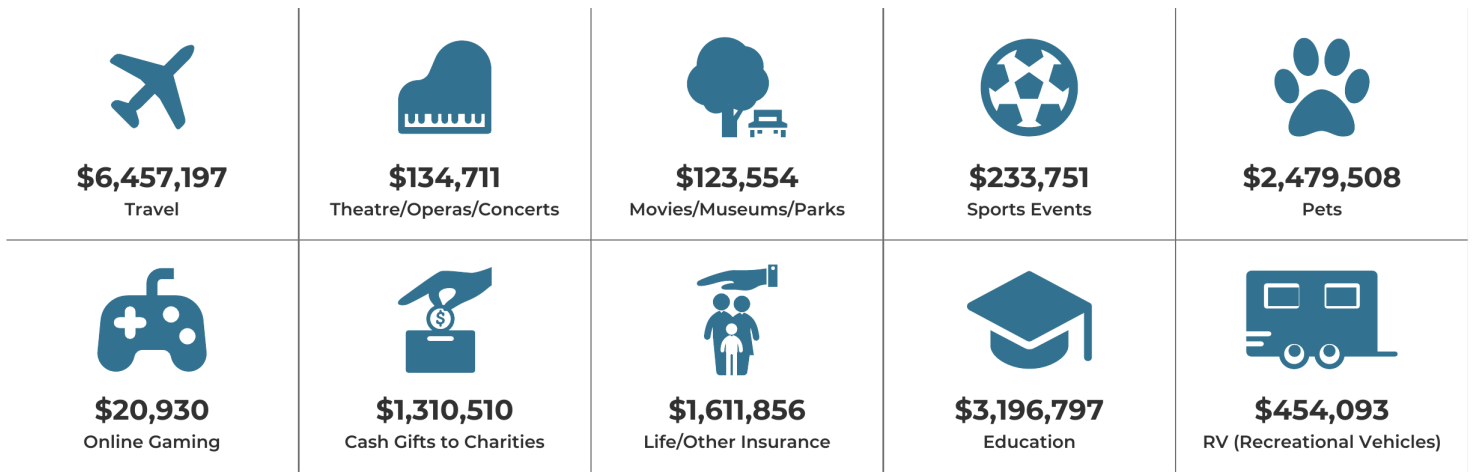 $6,457,197
Travel
$134,711
Theatre/Operas/Concerts
$123,554
Movies/Museums/Parks
$233,751
Sports Events
$2,479,508
Pets
$20,930
Online Gaming
$
$1,310,510
Cash Gifts to Charities
$1,611,856
Life/Other Insurance
$3,196,797
Education
$454,093
RV (Recreational Vehicles)